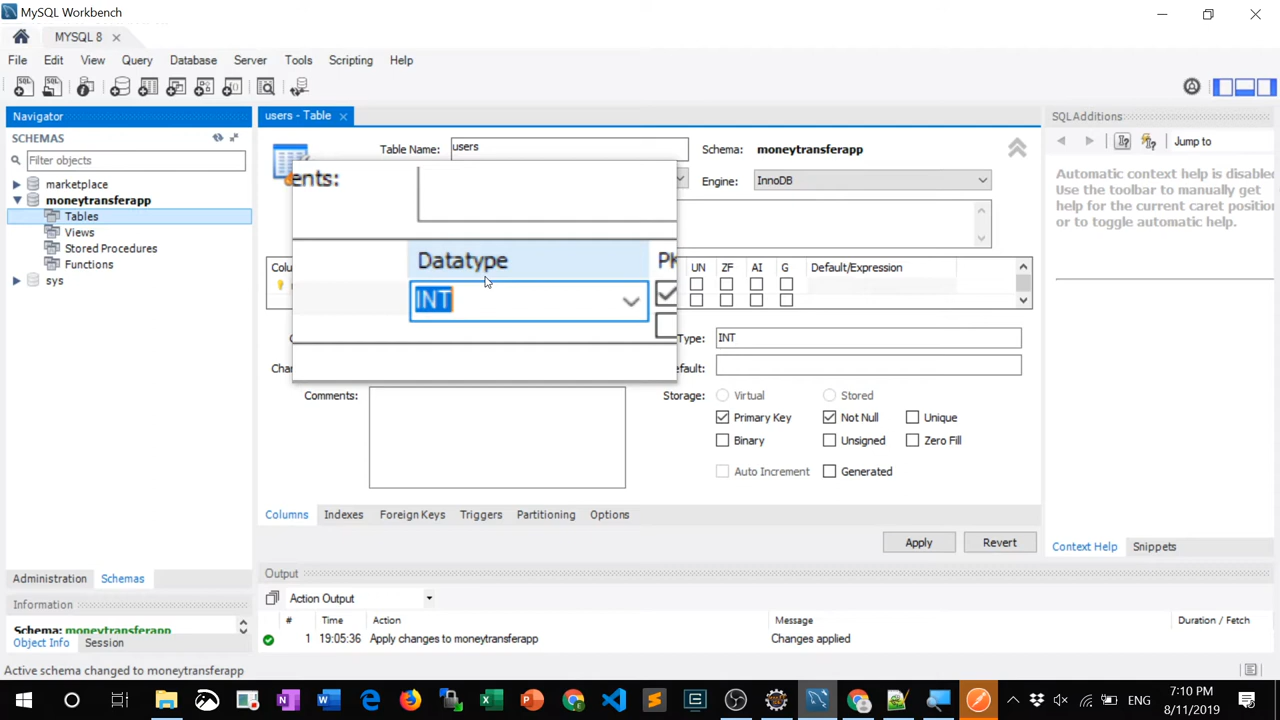 MySQL Workbench
MYSQL 8
File Edit View Query Database Server Tools Scripting Help
Navigator
users - Table
SQLAdditions
SCHEMAS
Jump to
Filter objects
Table Name: users Schema: moneytransferapp
Engine: InnoDB
marketplace
moneytransferapp
Tables
Views
Stored Procedures
Functions
sys
ents:
Datatype
INT
UN ZF AI G Default/Expression
Automatic context help is disable
Use the toolbar to manually get
help for the current caret position
or to toggle automatic help.
Type: INT
efault:
Comments:
Storage: Virtual Stored
Primary Key Not Null Unique
Binary Unsigned Zero Fill
Auto Increment Generated
Columns Indexes Foreign Keys Triggers Partitioning Options
Apply Revert
Context Help Snippets
Administration Schemas
Output
Information
Action Output
Schema: moneytransferapp
# Time Action Message Duration / Fetch
1 19:05:36 Apply changes to moneytransferapp Changes applied
Object Info Session
Active schema changed to moneytransferapp
ENG
7:10 PM
8/11/2019